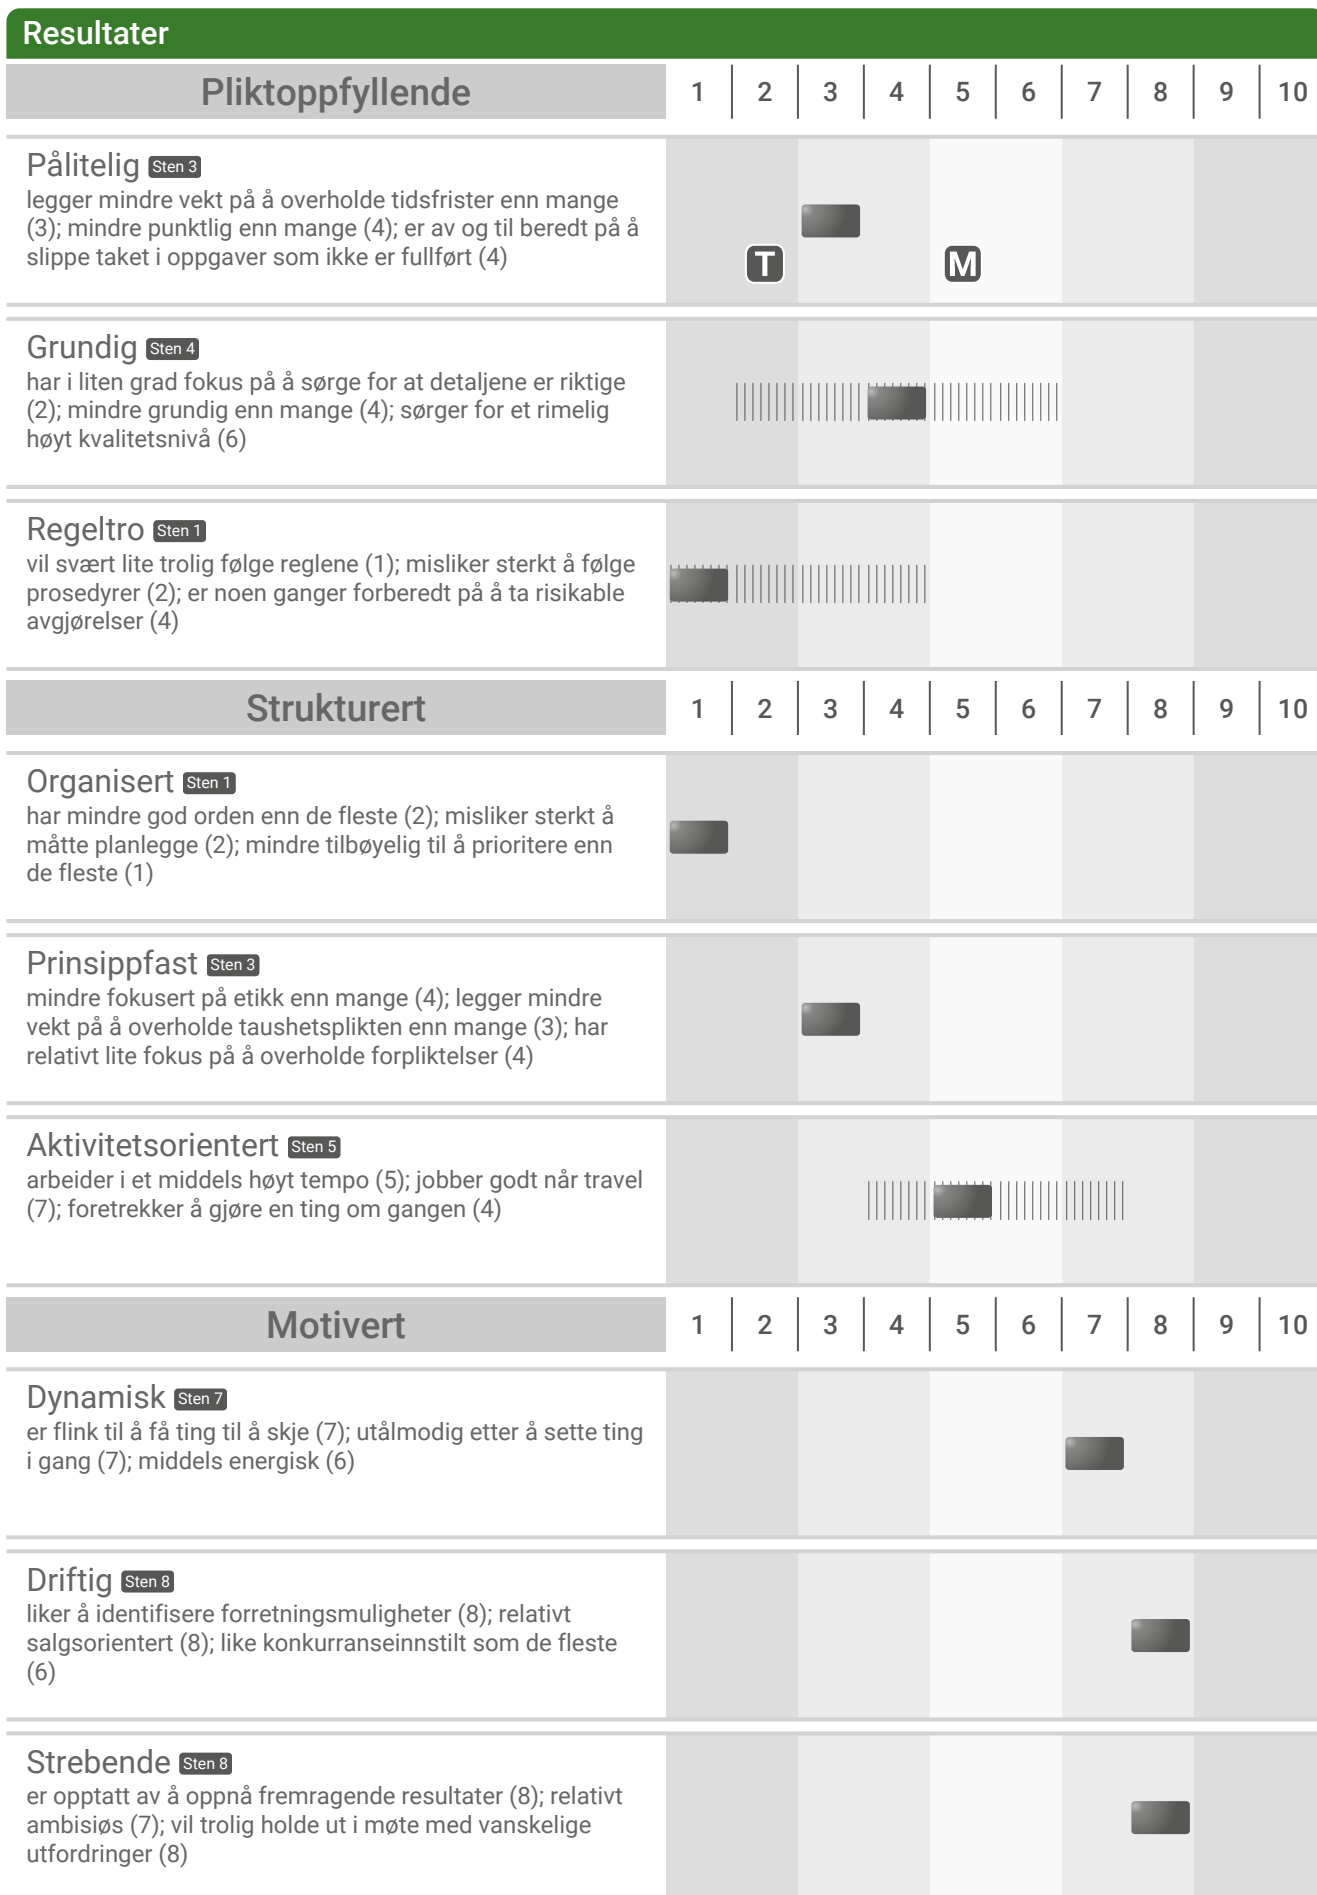 Resultater
Pliktoppfyllende 1 2 3 4 5 6 7 8 9 10
Pålitelig Sten 3
legger mindre vekt på å overholde tidsfrister enn mange
(3); mindre punktlig enn mange (4); er av og til beredt på å
slippe taket i oppgaver som ikke er fullført (4)
T M
Grundig Sten 4
har i liten grad fokus på å sørge for at detaljene er riktige
(2); mindre grundig enn mange (4); sørger for et rimelig
høyt kvalitetsnivå (6)
Regeltro Sten 1
vil svært lite trolig følge reglene (1); misliker sterkt å følge
prosedyrer (2); er noen ganger forberedt på å ta risikable
avgjørelser (4)
Strukturert 1 2 3 4 5 6 7 8 9 10
Organisert Sten 1
har mindre god orden enn de fleste (2); misliker sterkt å
måtte planlegge (2); mindre tilbøyelig til å prioritere enn
de fleste (1)
Prinsippfast Sten 3
mindre fokusert på etikk enn mange (4); legger mindre
vekt på å overholde taushetsplikten enn mange (3); har
relativt lite fokus på å overholde forpliktelser (4)
Aktivitetsorientert Sten 5
arbeider i et middels høyt tempo (5); jobber godt når travel
(7); foretrekker å gjøre en ting om gangen (4)
Motivert 1 2 3 4 5 6 7 8 9 10
Dynamisk Sten 7
er flink til å få ting til å skje (7); utålmodig etter å sette ting
i gang (7); middels energisk (6)
Driftig Sten 8
liker å identifisere forretningsmuligheter (8); relativt
salgsorientert (8); like konkurranseinnstilt som de fleste
(6)
Strebende Sten 8
er opptatt av å oppnå fremragende resultater (8); relativt
ambisiøs (7); vil trolig holde ut i møte med vanskelige
utfordringer (8)